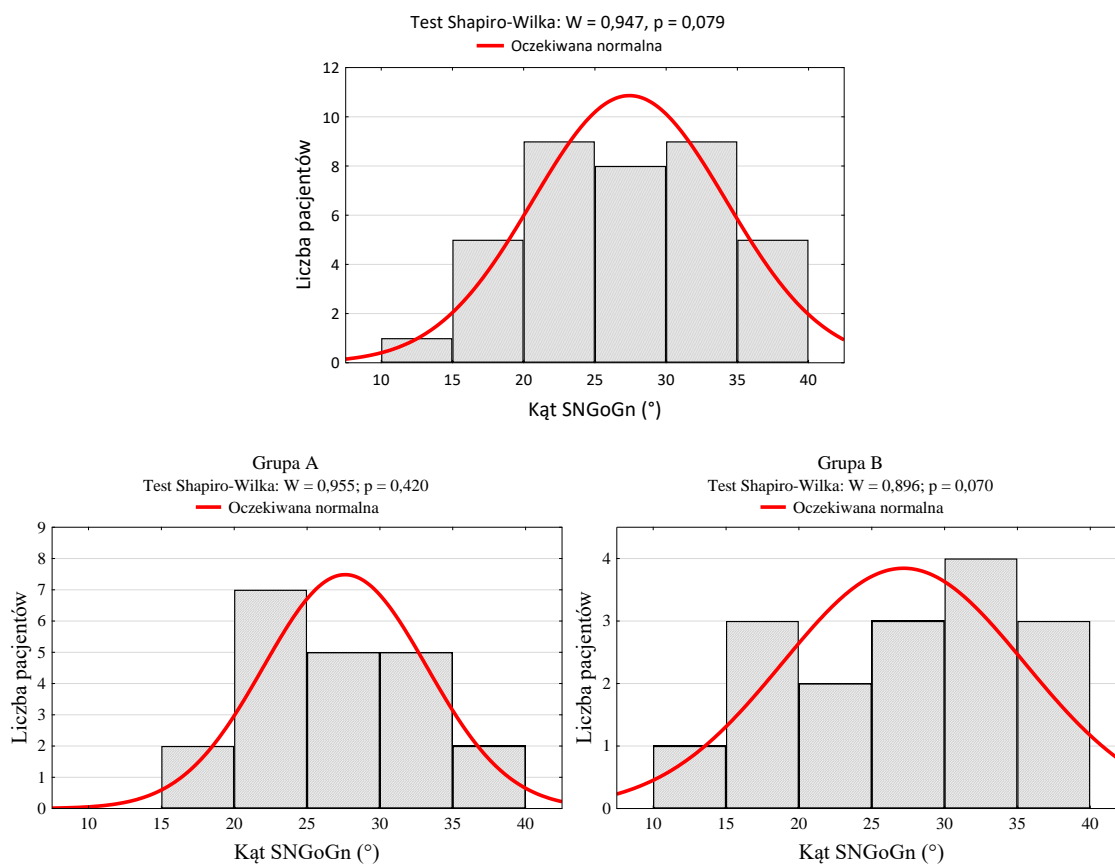 Test Shapiro-Wilka: W = 0,947, p = 0,079
Oczekiwana normalna
12
10
8
6
4
2
0
Liczba pacjentów
10 15 20 25 30 35 40
Kąt SNGoGn (°)
Grupa A
Test Shapiro-Wilka: W = 0,955; p = 0,420
Oczekiwana normalna
9
8
7
6
5
4
3
2
1
0
Liczba pacjentów
10 15 20 25 30 35 40
Kąt SNGoGn (°)
Grupa B
Test Shapiro-Wilka: W = 0,896; p = 0,070
Oczekiwana normalna
4
3
2
1
0
Liczba pacjentów
10 15 20 25 30 35 40
Kąt SNGoGn (°)